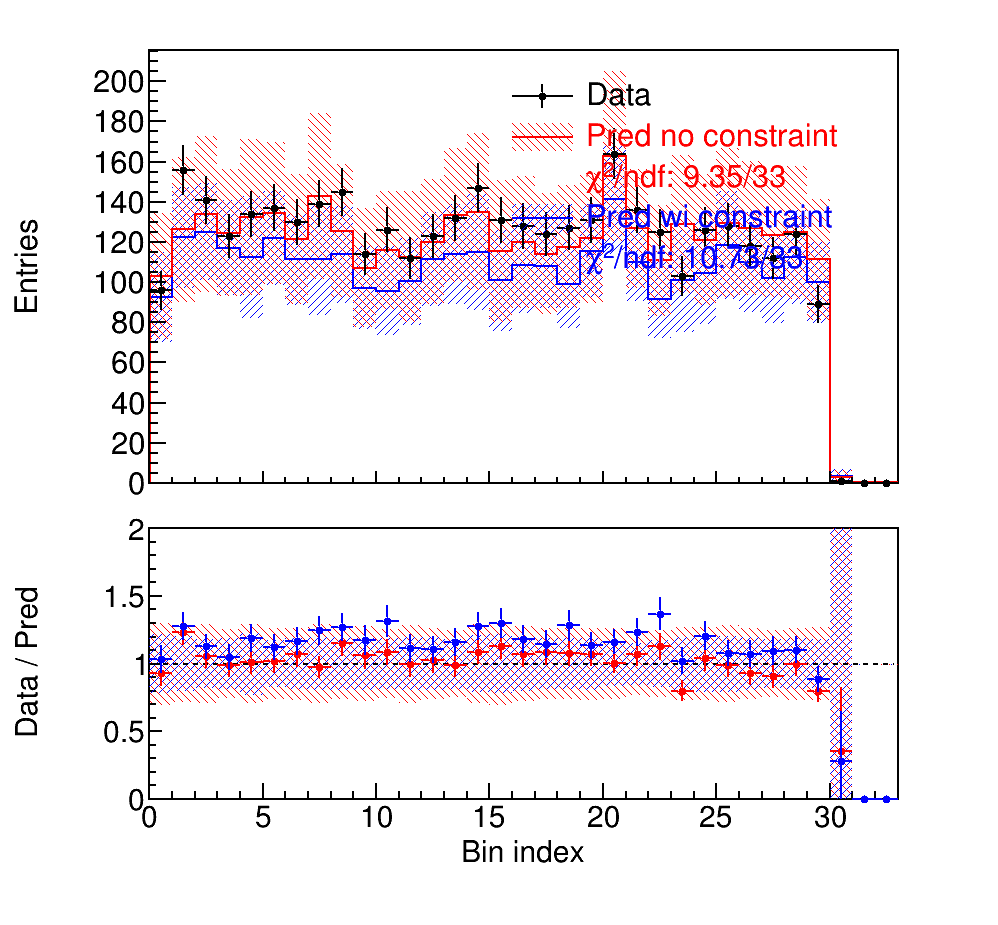 200
180
160
140
120
100
80
60
40
20
0
Entries
Data
Pred no constraint
χ²/ndf: 9.35/33
Pred wi constraint
χ²/ndf: 10.73/33
2
1.5
1
0.5
0
Data / Pred
0 5 10 15 20 25 30
Bin index